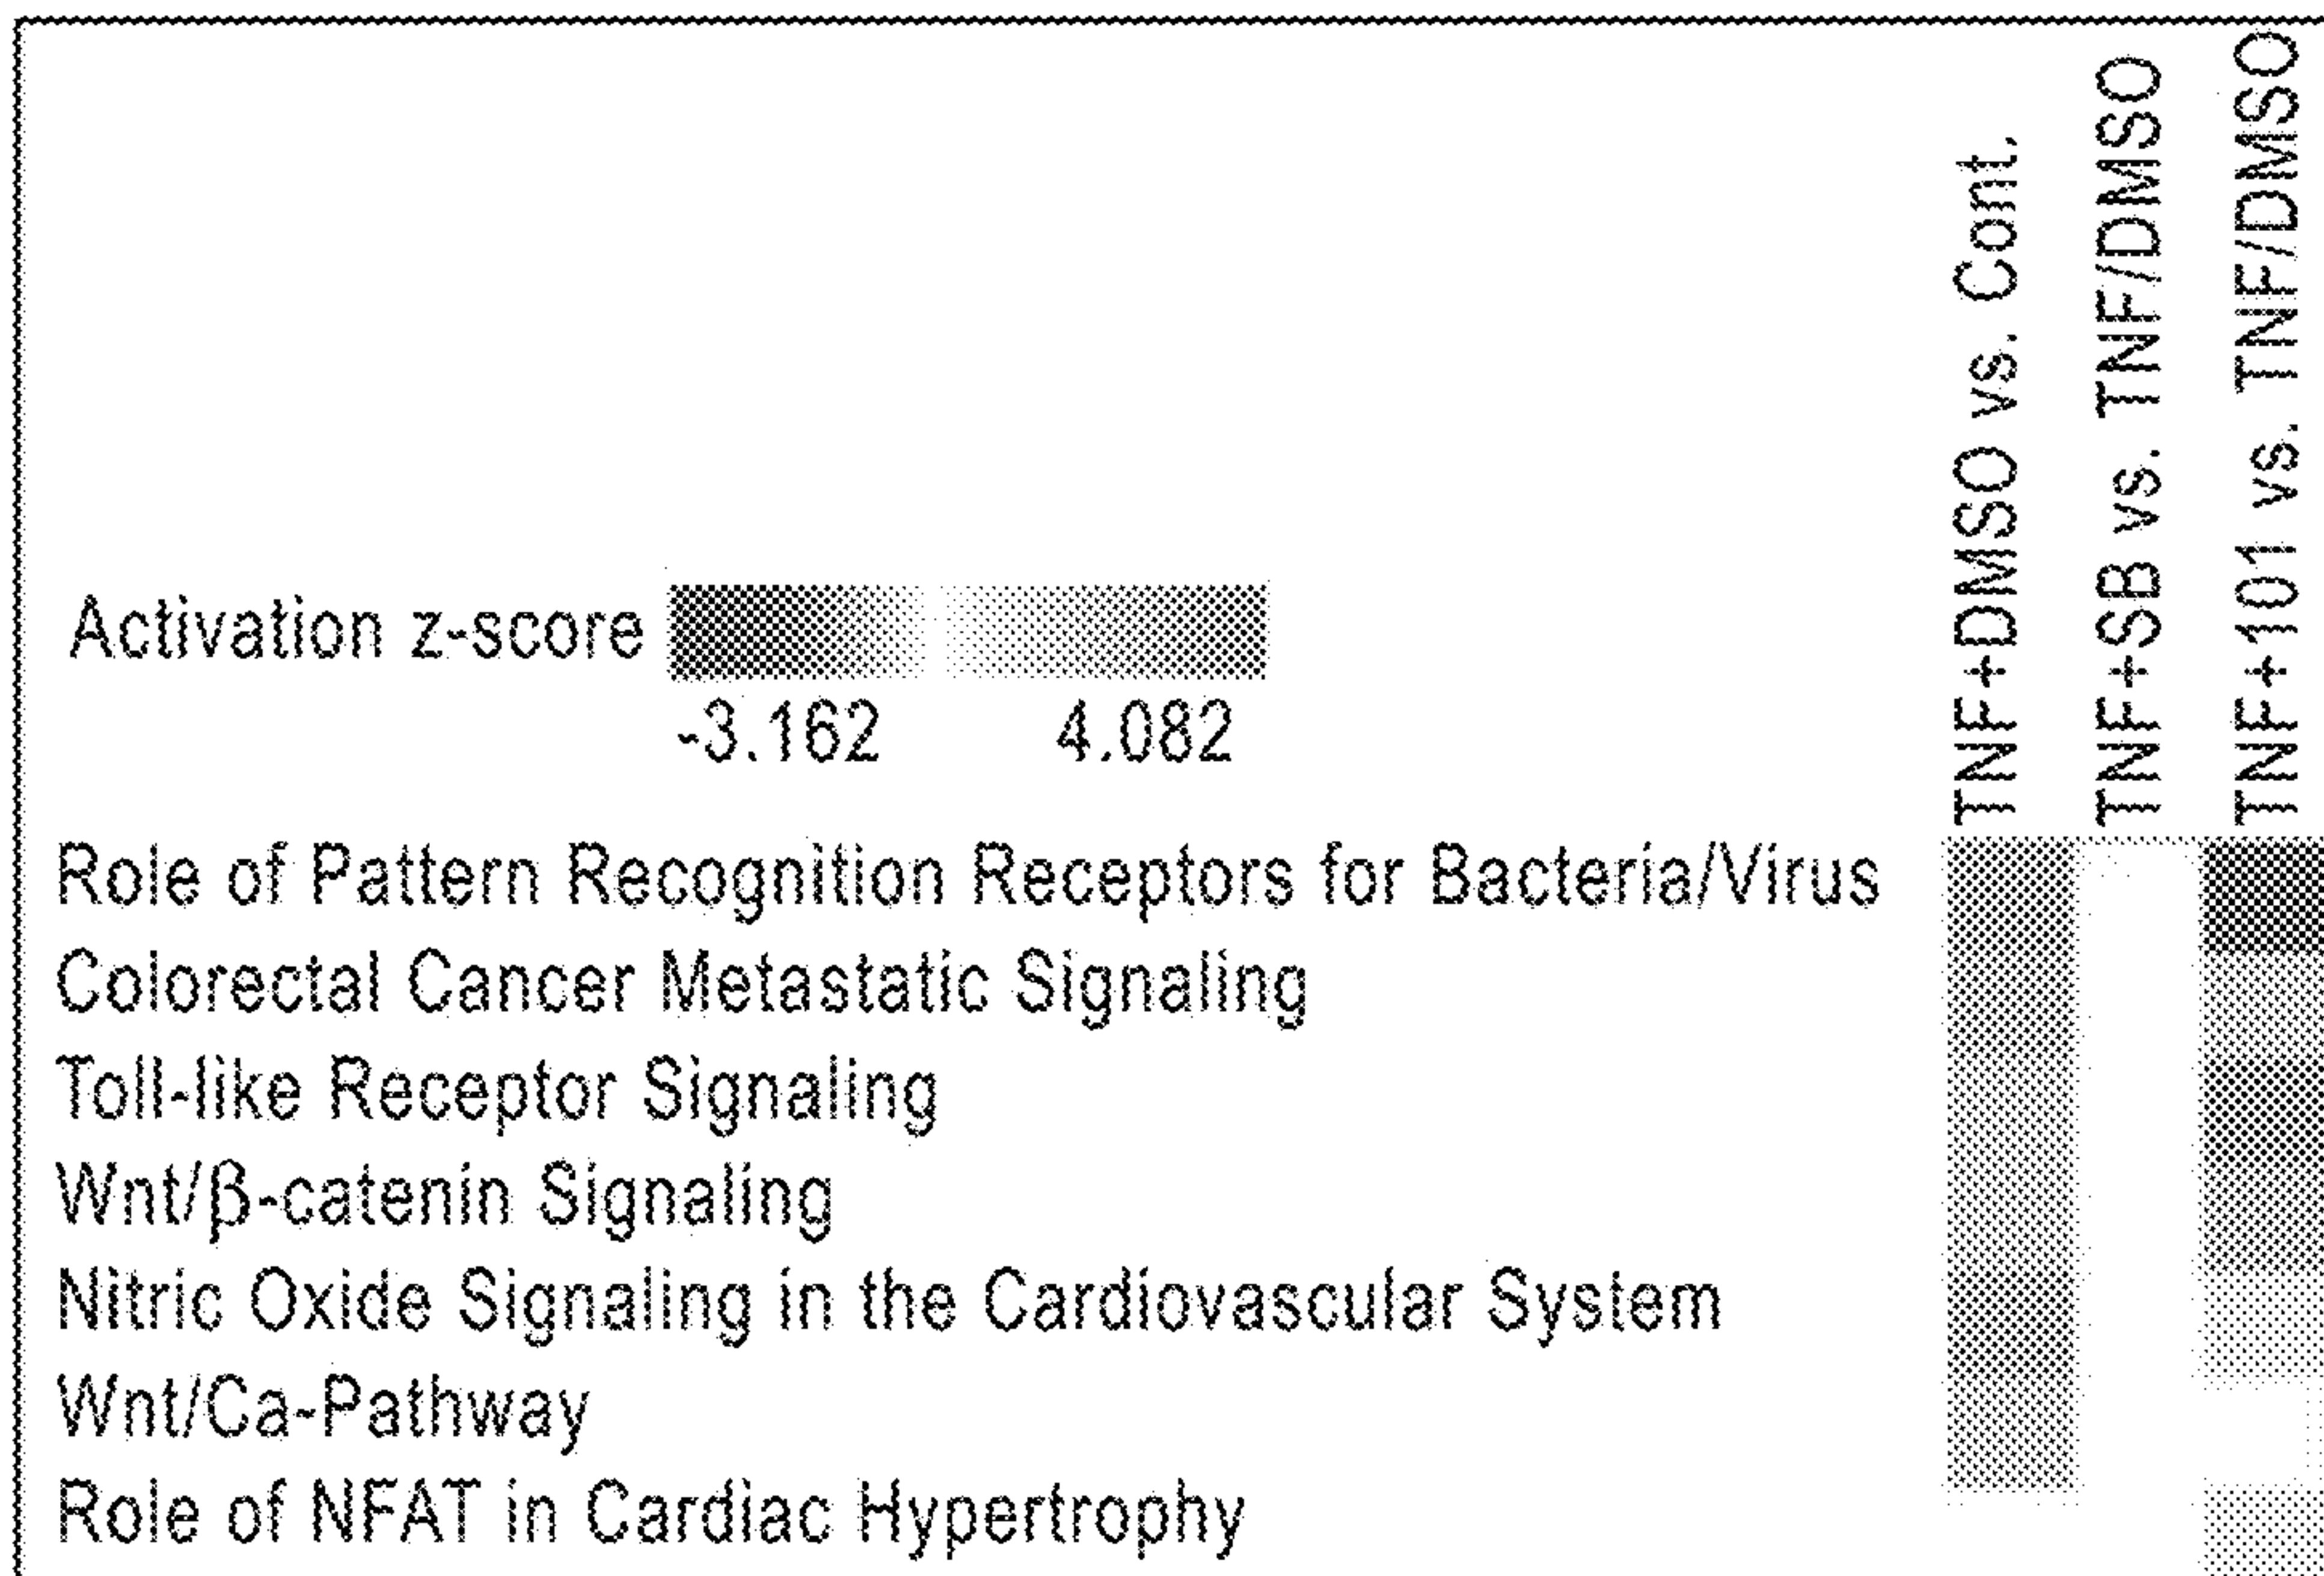 TNF+DMSO vs. Cont.
TNF+SB vs. TNF/DMSO
TNF+101 vs. TNF/DMSO
Activation z-score
-3.162 4.082
Role of Pattern Recognition Receptors for Bacteria/Virus
Colorectal Cancer Metastatic Signaling
Toll-like Receptor Signaling
Wnt/β-catenin Signaling
Nitric Oxide Signaling in the Cardiovascular System
Wnt/Ca-Pathway
Role of NFAT in Cardiac Hypertrophy